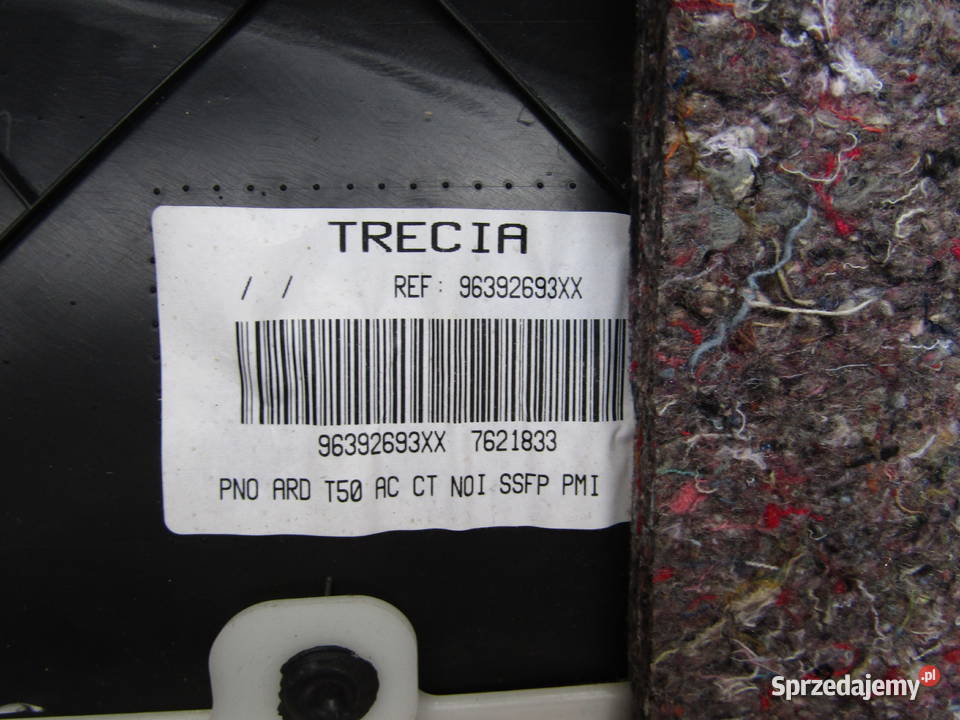 TRECIA
/ / REF: 96392693XX
96392693XX 7621833
PNO ARD T50 AC CT NOI SSFP PMI
Sprzedajemy.pl